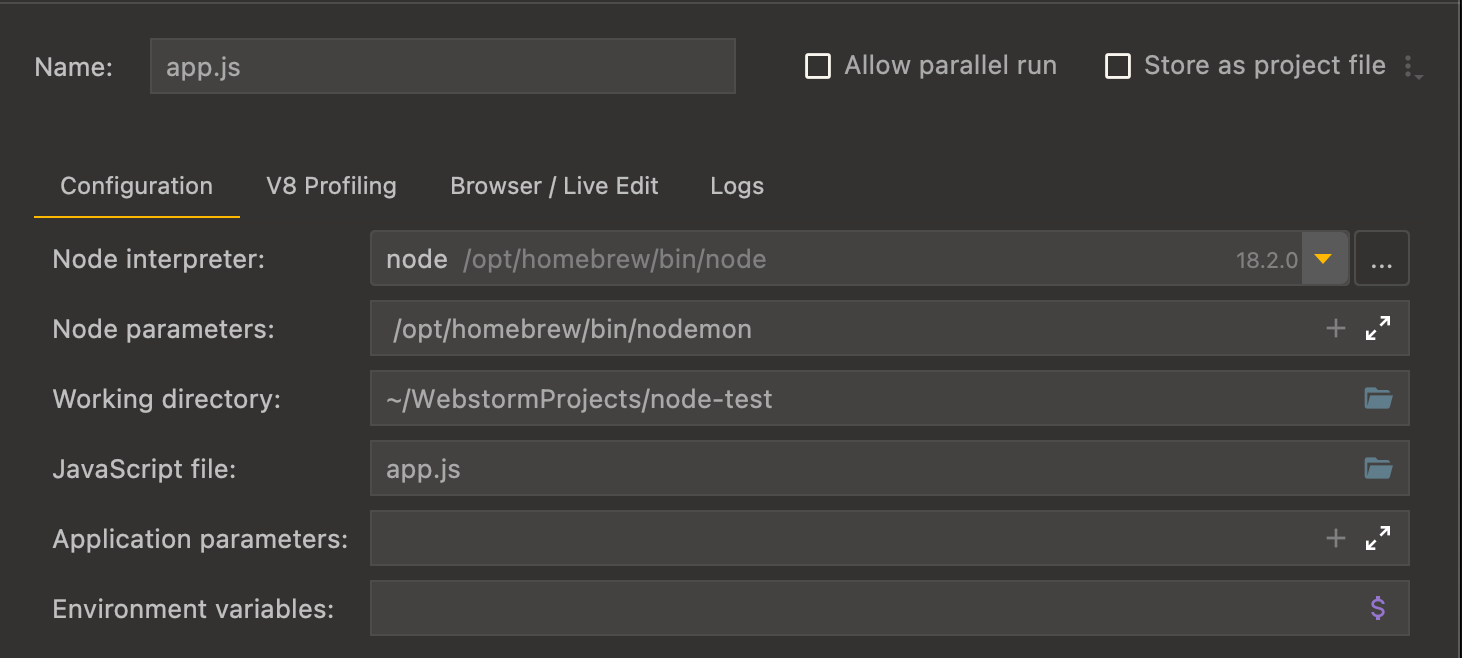 Name: app.js Allow parallel run Store as project file
Configuration V8 Profiling Browser / Live Edit Logs
Node interpreter: node /opt/homebrew/bin/node 18.2.0 ...
Node parameters: /opt/homebrew/bin/nodemon
Working directory: ~/WebstormProjects/node-test
JavaScript file: app.js
Application parameters:
Environment variables: $